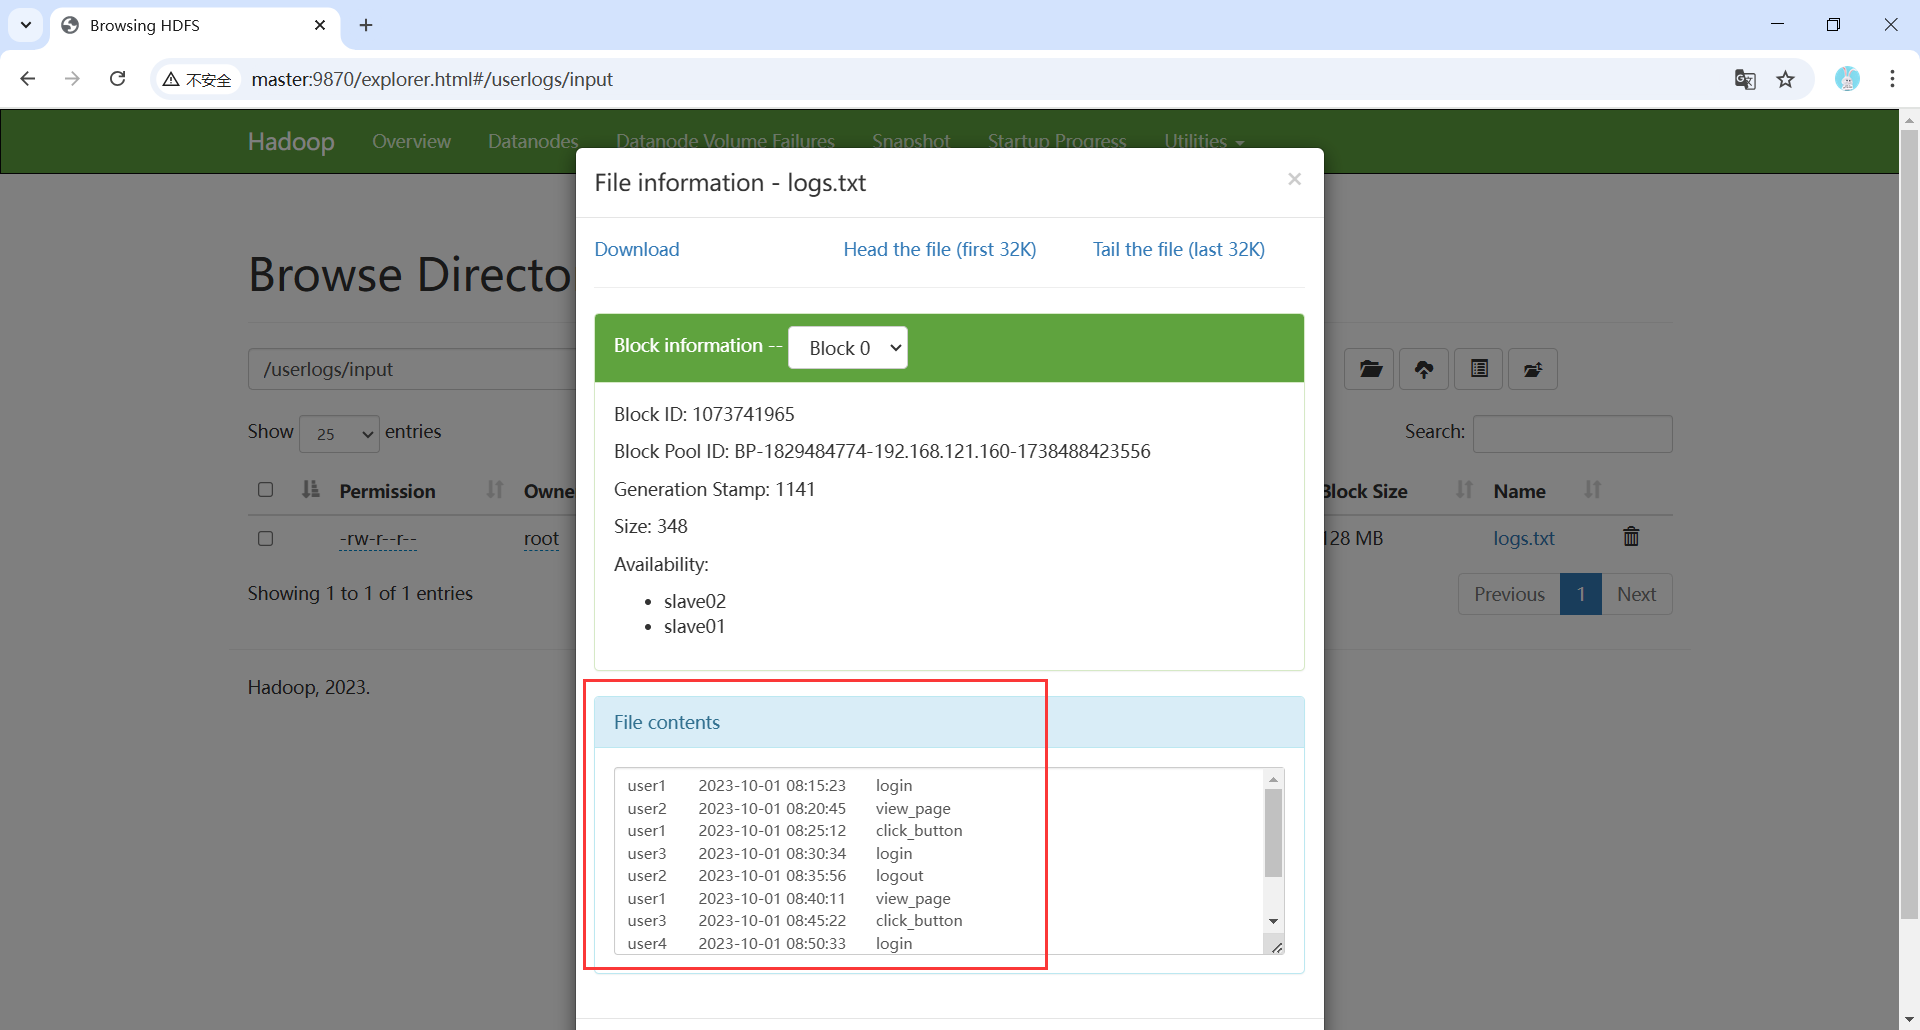 Browsing HDFS
不安全 master:9870/explorer.html#/userlogs/input
Hadoop Overview Datanodes Datanode Volume Failures Snapshot Startup Progress Utilities
File information - logs.txt ×
Download Head the file (first 32K) Tail the file (last 32K)
Browse Directo
Block information -- Block 0
/userlogs/input
Block ID: 1073741965
Show 25 entries
Search:
Block Pool ID: BP-1829484774-192.168.121.160-1738488423556
Permission Owne Block Size Name
Generation Stamp: 1141
Size: 348
-rw-r--r-- root 128 MB logs.txt
Availability:
Showing 1 to 1 of 1 entries
Previous 1 Next
slave02
slave01
Hadoop, 2023.
File contents
user1 2023-10-01 08:15:23 login
user2 2023-10-01 08:20:45 view_page
user1 2023-10-01 08:25:12 click_button
user3 2023-10-01 08:30:34 login
user2 2023-10-01 08:35:56 logout
user1 2023-10-01 08:40:11 view_page
user3 2023-10-01 08:45:22 click_button
user4 2023-10-01 08:50:33 login